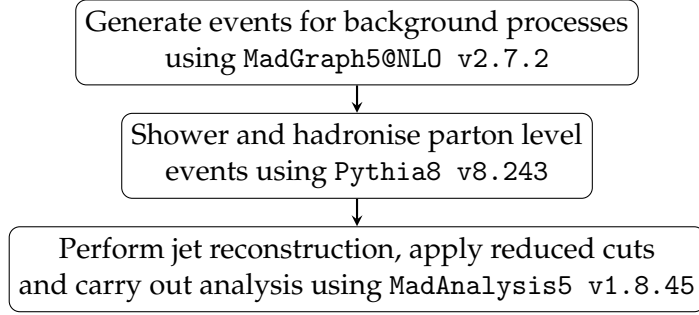 Generate events for background processes
using MadGraph5@NLO v2.7.2
Shower and hadronise parton level
events using Pythia8 v8.243
Perform jet reconstruction, apply reduced cuts
and carry out analysis using MadAnalysis5 v1.8.45